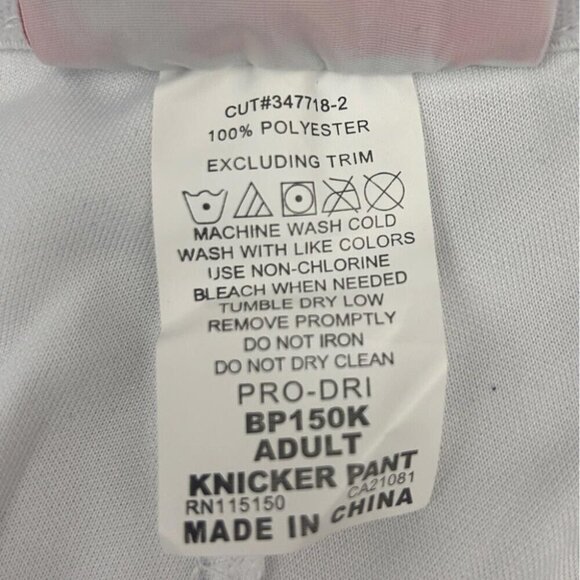 CUT#347718-2
100% POLYESTER
EXCLUDING TRIM
MACHINE WASH COLD
WASH WITH LIKE COLORS
USE NON-CHLORINE
BLEACH WHEN NEEDED
TUMBLE DRY LOW
REMOVE PROMPTLY
DO NOT IRON
DO NOT DRY CLEAN
PRO-DRI
BP150K
ADULT
KNICKER PANT
RN115150 CA21081
MADE IN CHINA